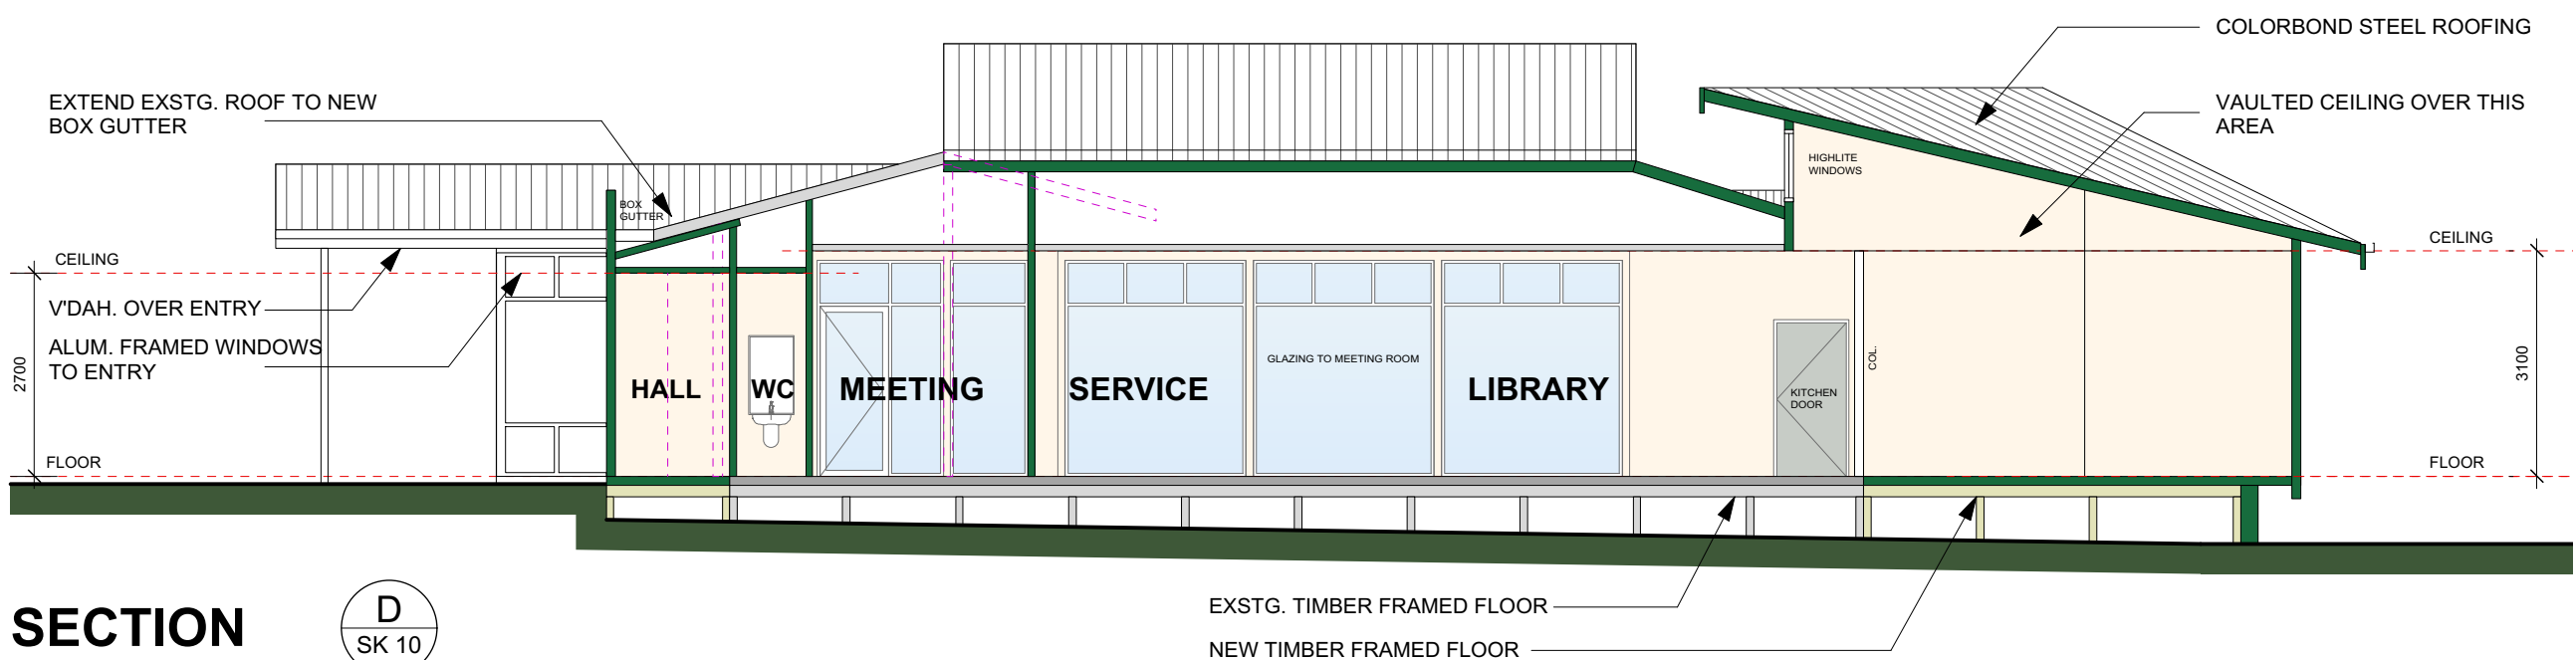 COLORBOND STEEL ROOFING
EXTEND EXSTG. ROOF TO NEW
BOX GUTTER
VAULTED CEILING OVER THIS
AREA
HIGHLITE
WINDOWS
BOX
GUTTER
CEILING
CEILING
V'DAH. OVER ENTRY
ALUM. FRAMED WINDOWS
TO ENTRY
2700
3100
GLAZING TO MEETING ROOM
COL.
HALL
WC
MEETING
SERVICE
LIBRARY
KITCHEN
DOOR
FLOOR
FLOOR
EXSTG. TIMBER FRAMED FLOOR
NEW TIMBER FRAMED FLOOR
SECTION
D
SK 10